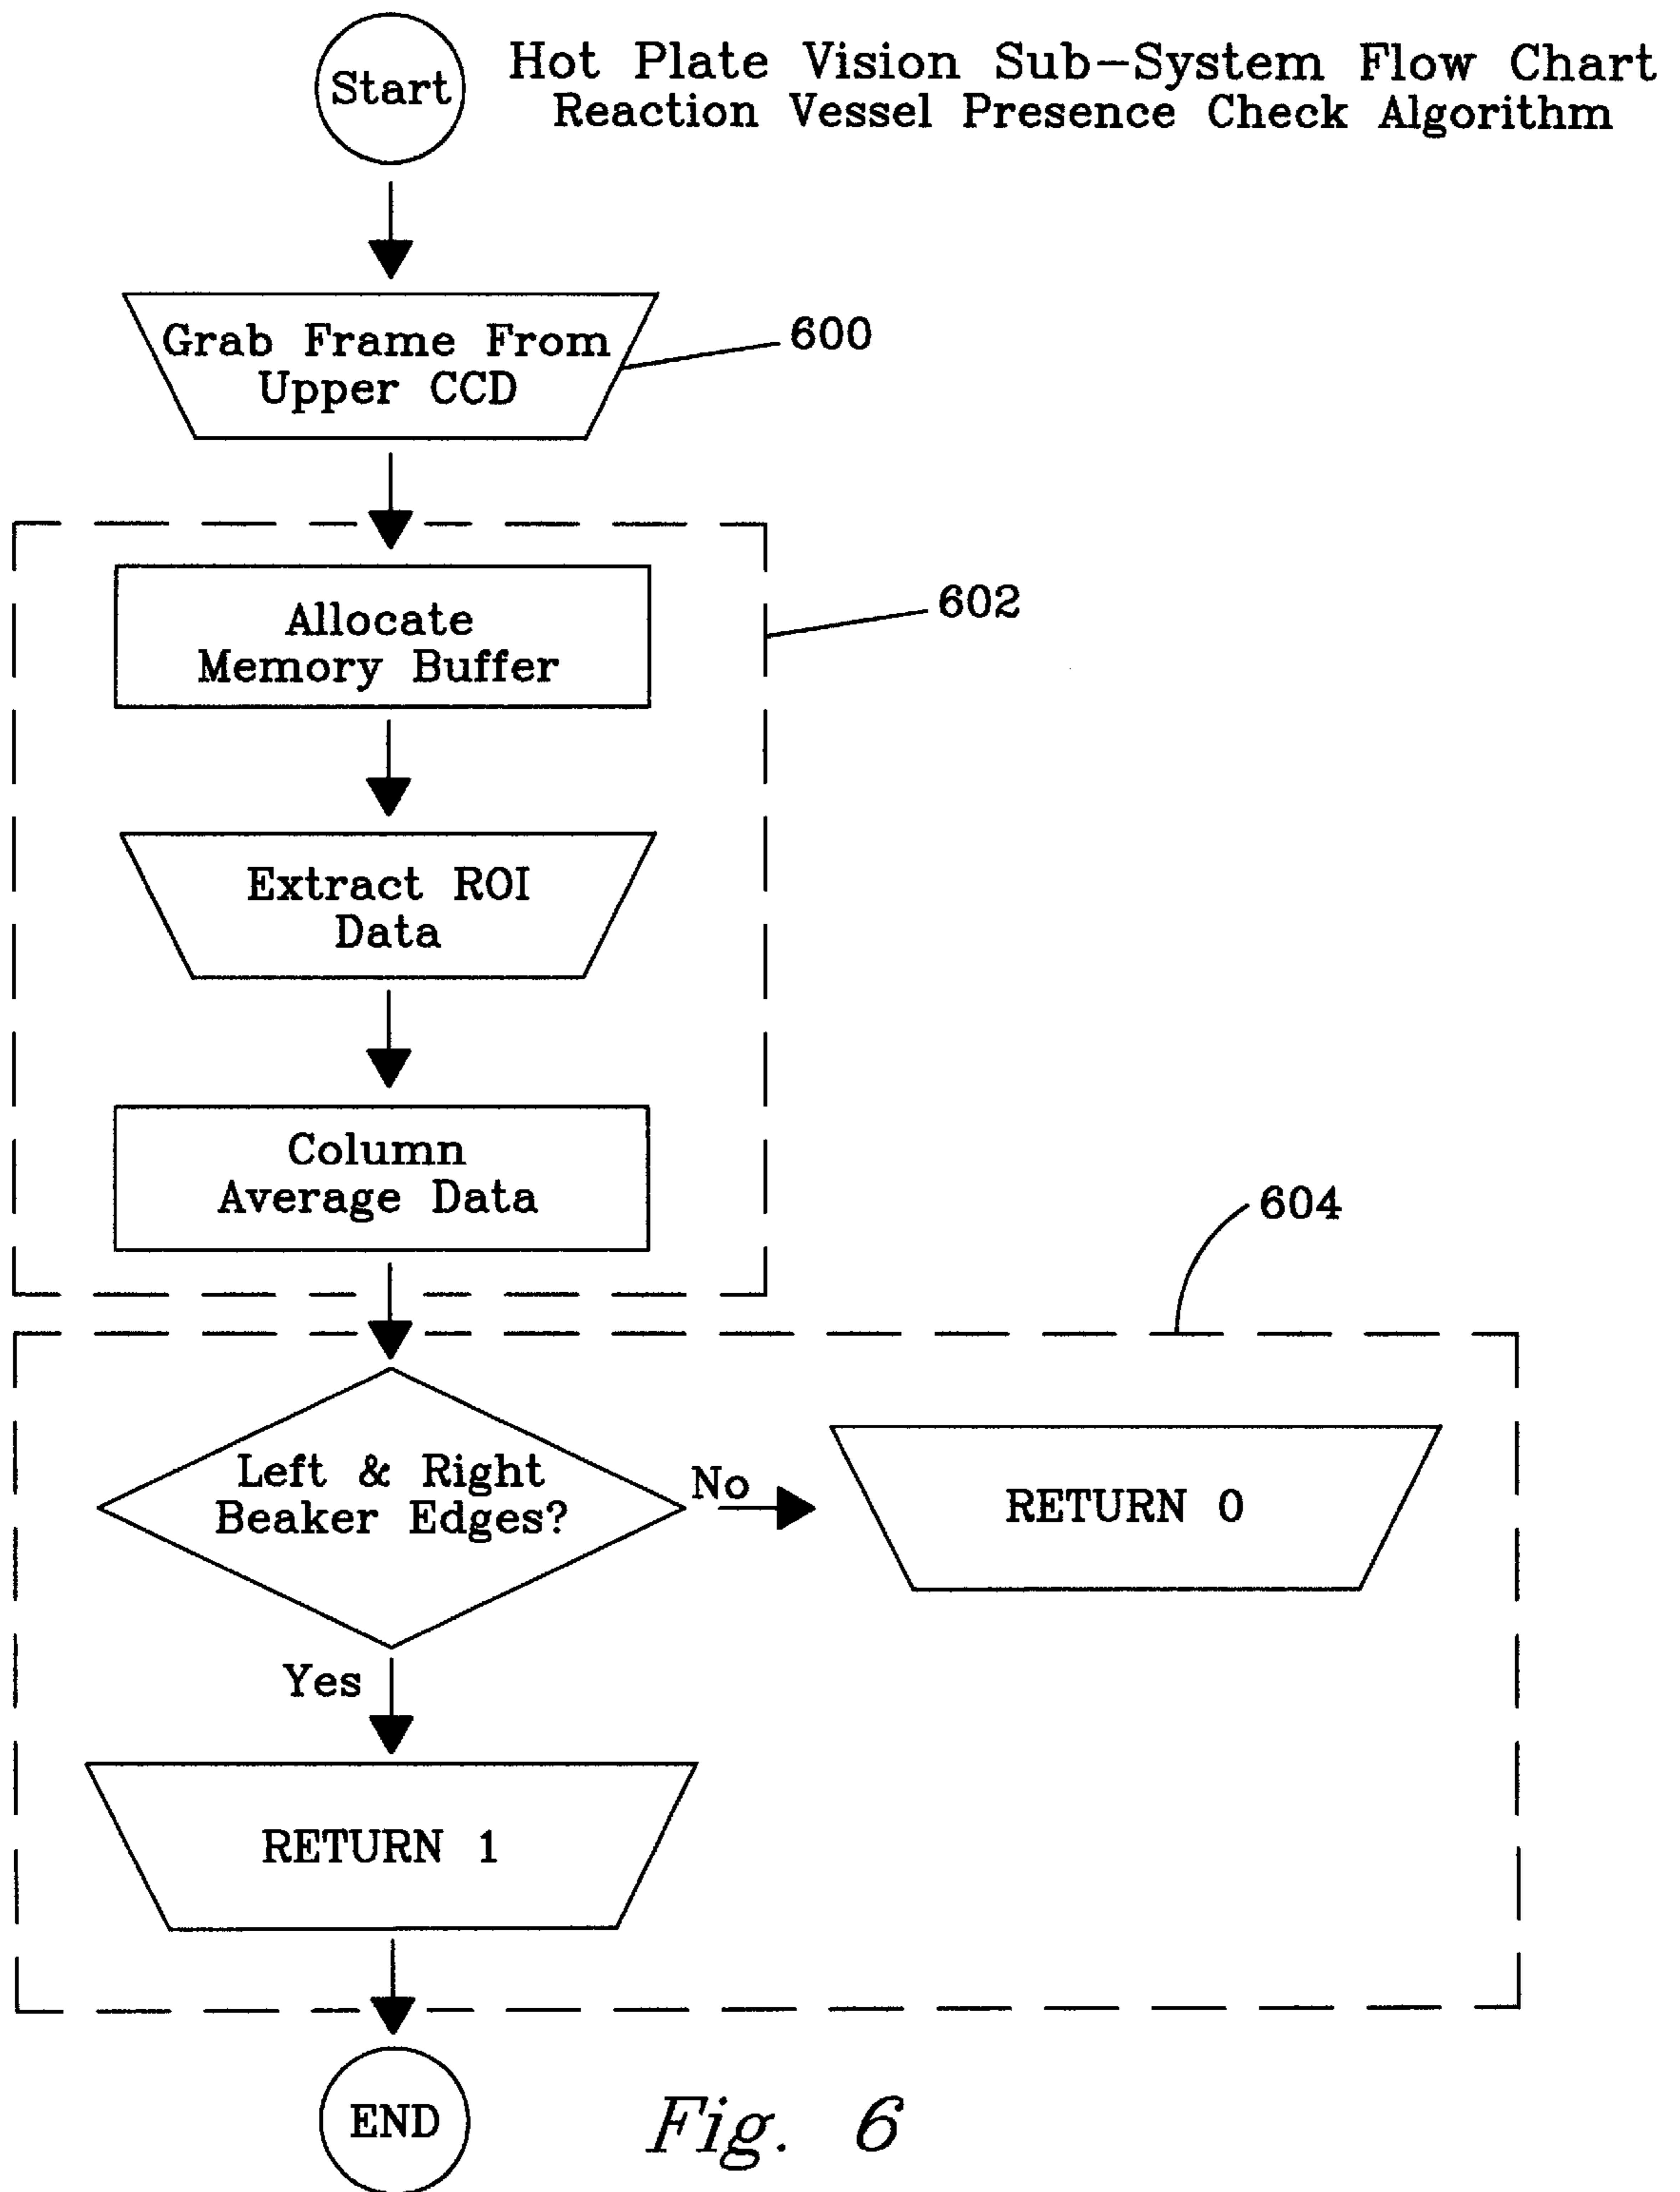 Start
Hot Plate Vision Sub-System Flow Chart
Reaction Vessel Presence Check Algorithm
Grab Frame From
Upper CCD
600
Allocate
Memory Buffer
602
Extract ROI
Data
Column
Average Data
604
Left & Right
Beaker Edges?
No
RETURN 0
Yes
RETURN 1
END
Fig. 6